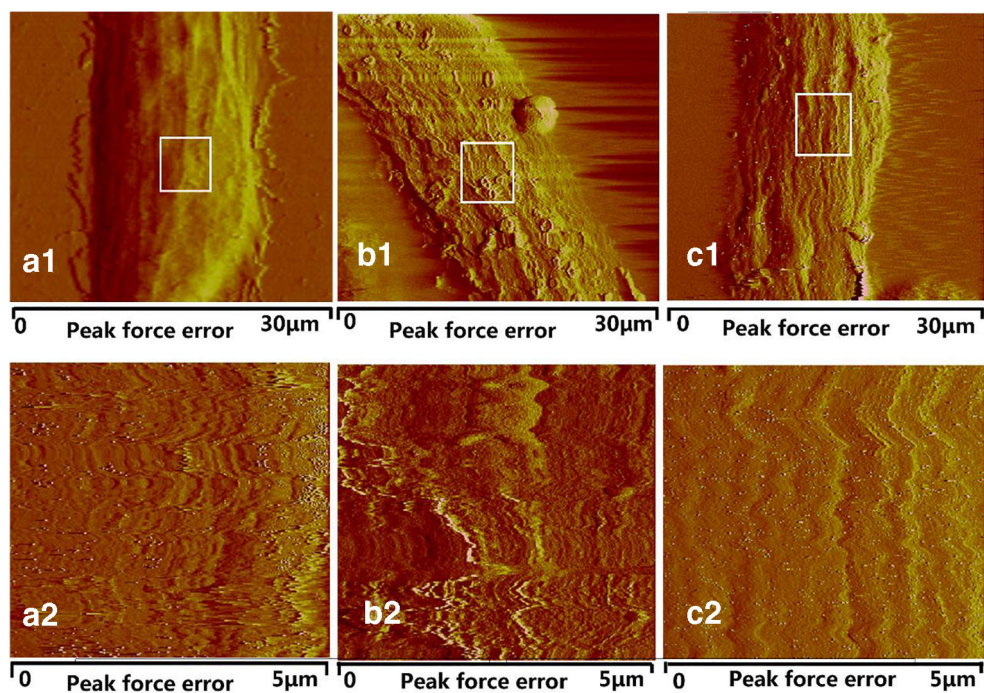 a1
b1
c1
0 Peak force error 30μm
0 Peak force error 30μm
0 Peak force error 30μm
a2
b2
c2
0 Peak force error 5μm
0 Peak force error 5μm
0 Peak force error 5μm